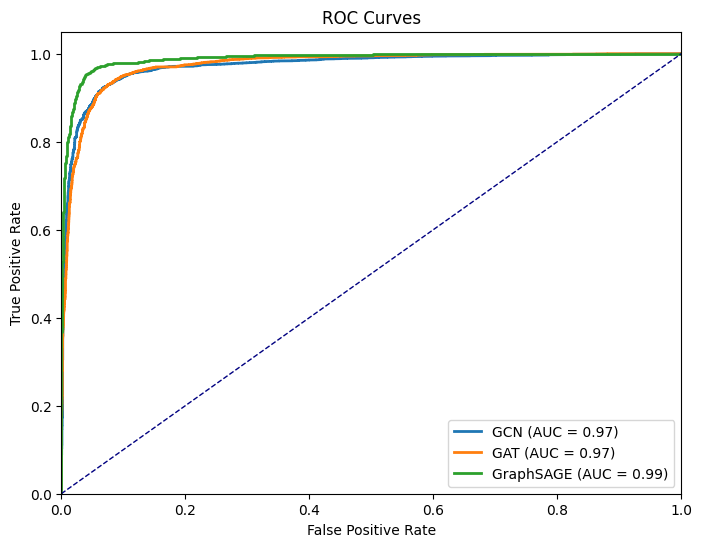 ROC Curves
True Positive Rate
1.0
0.8
0.6
0.4
0.2
0.0
0.0 0.2 0.4 0.6 0.8 1.0
False Positive Rate
GCN (AUC = 0.97)
GAT (AUC = 0.97)
GraphSAGE (AUC = 0.99)